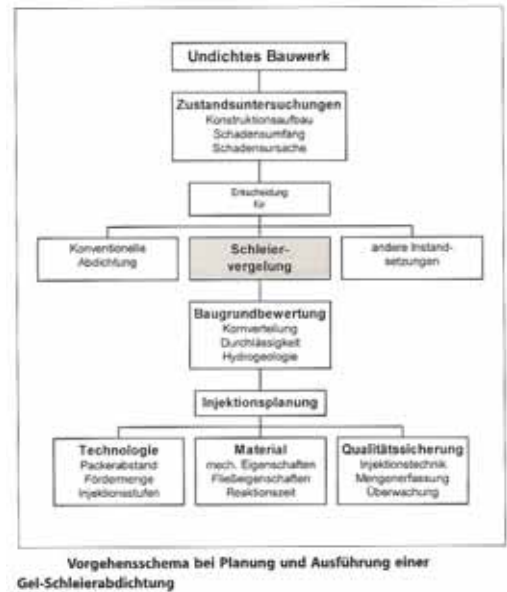 Undichtes Bauwerk
Zustandsuntersuchungen
Konstruktionsaufbau
Schadensumfang
Schadensursache
Entscheidung
für
Konventionelle
Abdichtung
Schleier-
vergelung
andere Instand-
setzungen
Baugrundbewertung
Kornverteilung
Durchlässigkeit
Hydrogeologie
Injektionsplanung
Technologie
Packerabstand
Fördermenge
Injektionsstufen
Material
mech. Eigenschaften
Fließeigenschaften
Reaktionszeit
Qualitätssicherung
Injektionstechnik
Mengenerfassung
Überwachung
Vorgehensschema bei Planung und Ausführung einer
Gel-Schleierabdichtung